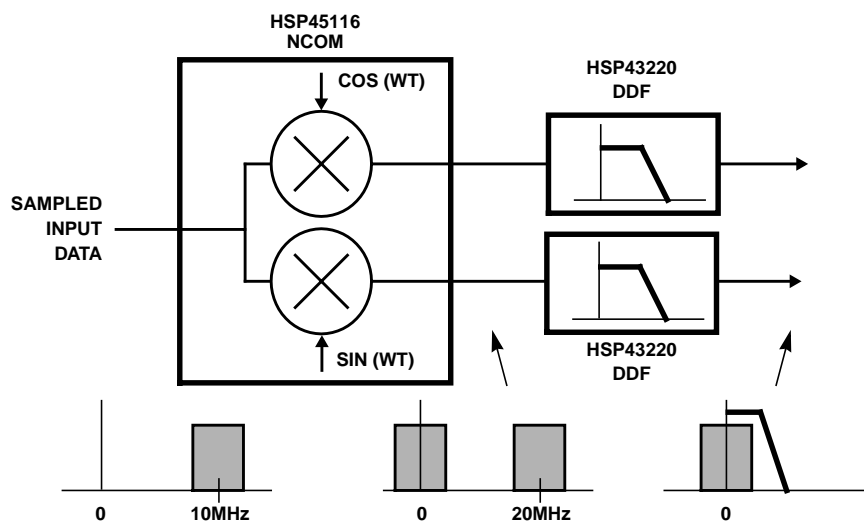 HSP45116
NCOM
COS (WT)
HSP43220
DDF
SAMPLED
INPUT
DATA
SIN (WT)
HSP43220
DDF
0
10MHz
0
20MHz
0